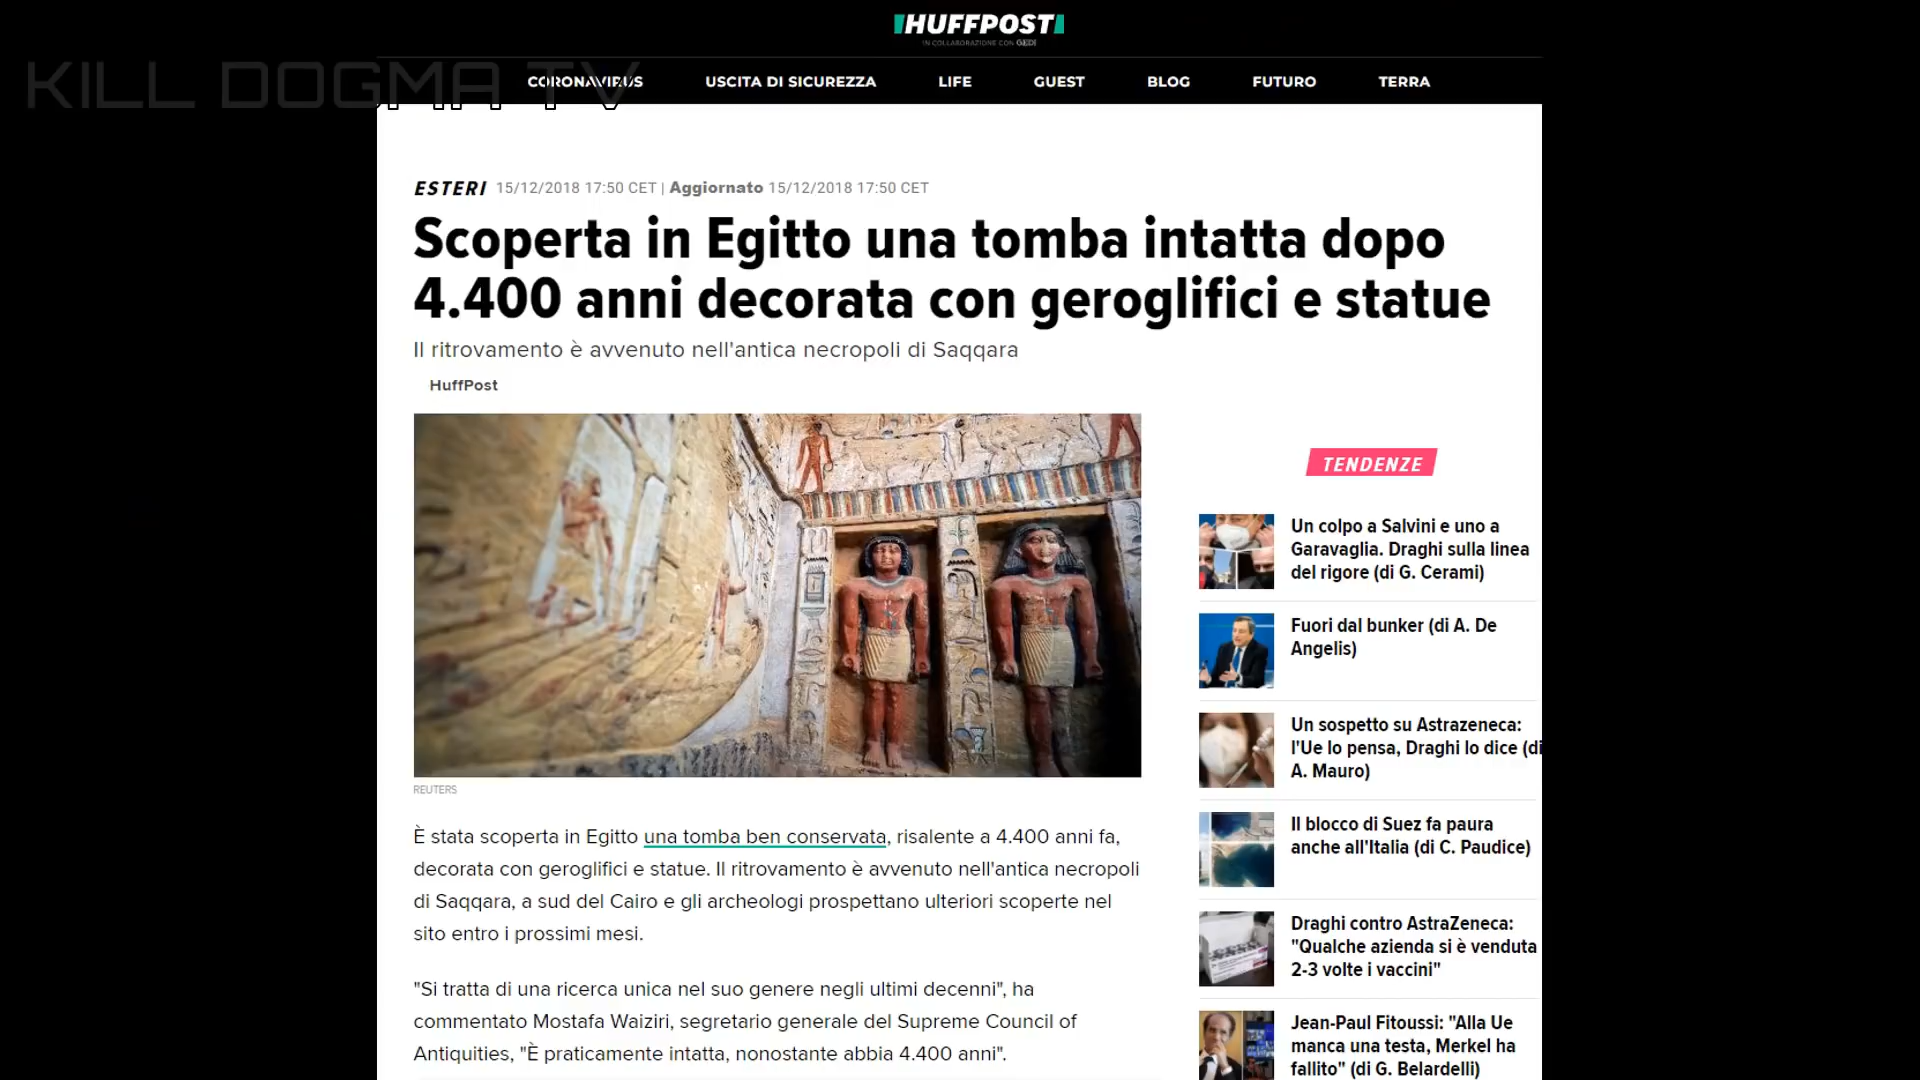 HUFFPOST
IN COLLABORAZIONE CON GEDI
KILL DOGMA TV
CORONAVIRUS USCITA DI SICUREZZA LIFE GUEST BLOG FUTURO TERRA
ESTERI 15/12/2018 17:50 CET | Aggiornato 15/12/2018 17:50 CET
Scoperta in Egitto una tomba intatta dopo
4.400 anni decorata con geroglifici e statue
Il ritrovamento è avvenuto nell'antica necropoli di Saqqara
HuffPost
REUTERS
È stata scoperta in Egitto una tomba ben conservata, risalente a 4.400 anni fa,
decorata con geroglifici e statue. Il ritrovamento è avvenuto nell'antica necropoli
di Saqqara, a sud del Cairo e gli archeologi prospettano ulteriori scoperte nel
sito entro i prossimi mesi.
"Si tratta di una ricerca unica nel suo genere negli ultimi decenni", ha
commentato Mostafa Waiziri, segretario generale del Supreme Council of
Antiquities, "È praticamente intatta, nonostante abbia 4.400 anni".
TENDENZE
Un colpo a Salvini e uno a
Garavaglia. Draghi sulla linea
del rigore (di G. Cerami)
Fuori dal bunker (di A. De
Angelis)
Un sospetto su Astrazeneca:
l'Ue lo pensa, Draghi lo dice (di
A. Mauro)
Il blocco di Suez fa paura
anche all'Italia (di C. Paudice)
Draghi contro AstraZeneca:
"Qualche azienda si è venduta
2-3 volte i vaccini"
Jean-Paul Fitoussi: "Alla Ue
manca una testa, Merkel ha
fallito" (di G. Belardelli)